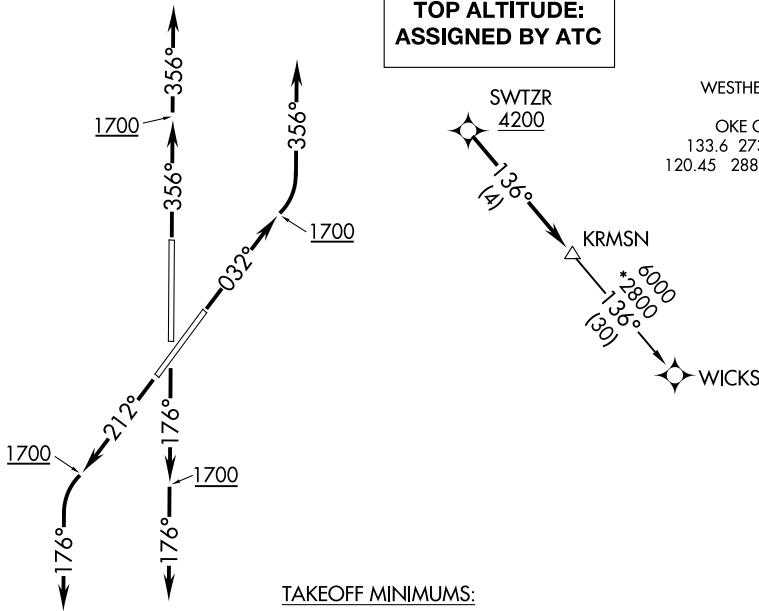 TOP ALTITUDE:
ASSIGNED BY ATC
356°
1700
356°
356°
1700
032°
212°
1700
176°
176°
1700
176°
SWTZR
4200
136°
(4)
KRMSN
6000
*2800
136°
(30)
WICKS
WESTHE
OKE C
133.6 273
120.45 288
TAKEOFF MINIMUMS: